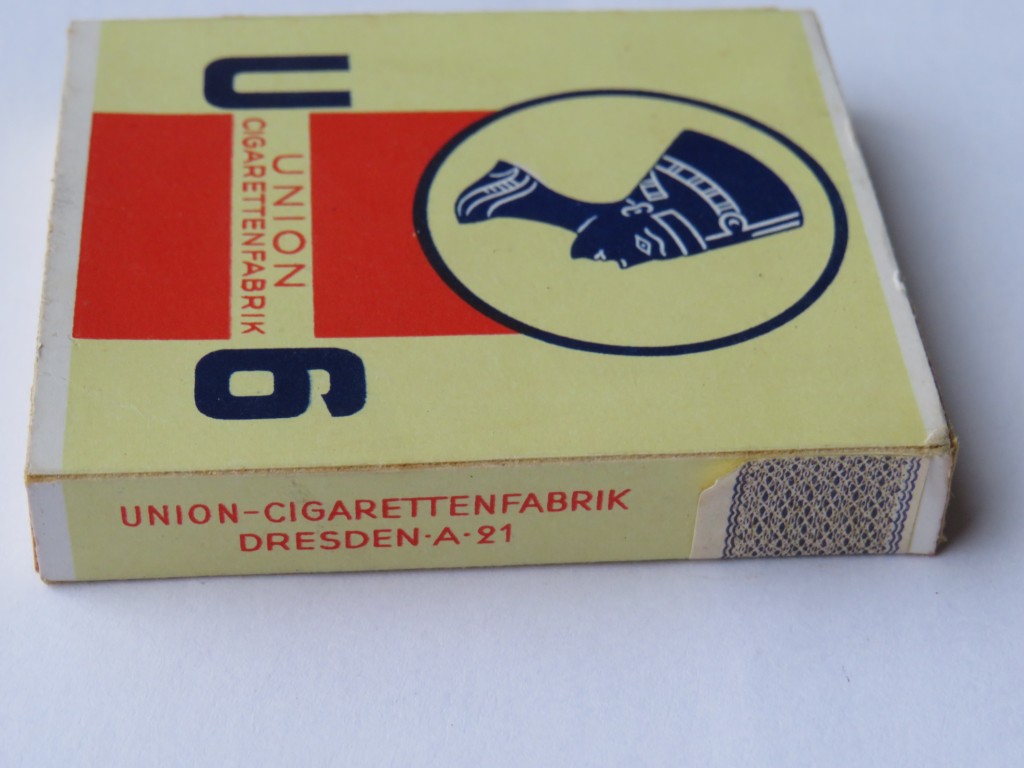 U
UNION
CIGARETTENFABRIK
6
UNION-CIGARETTENFABRIK
DRESDEN·A·21